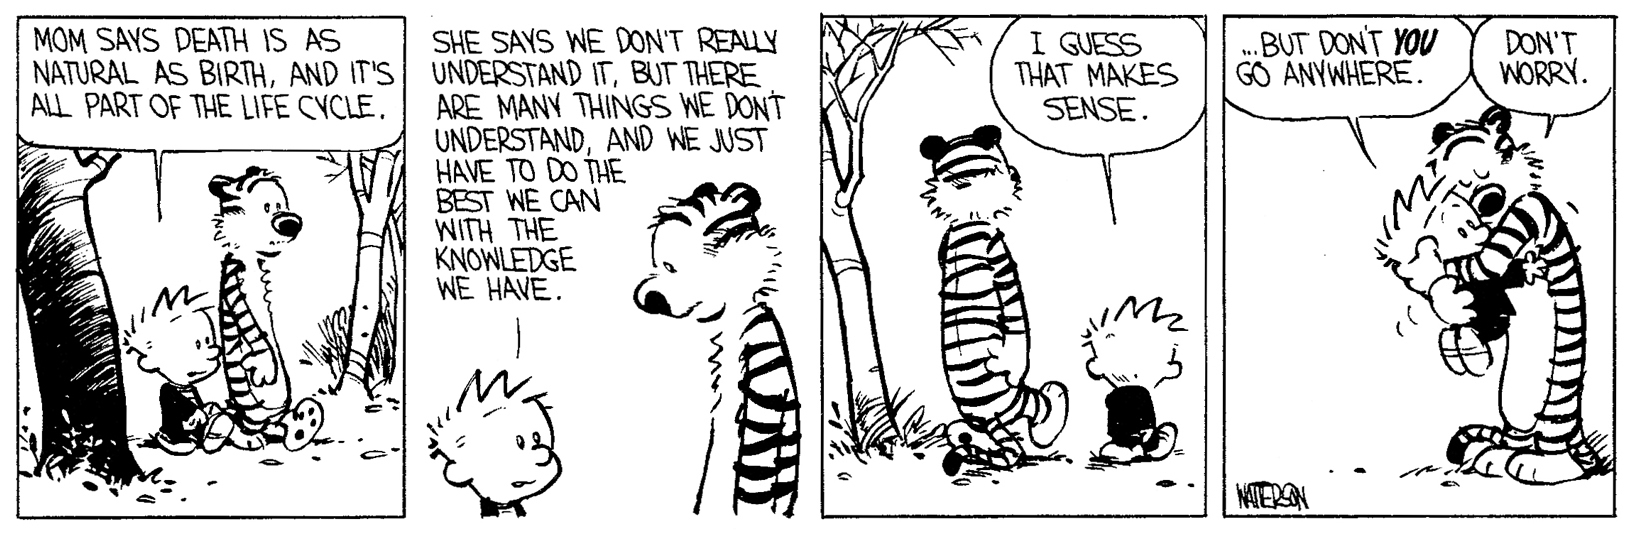 MOM SAYS DEATH IS AS
NATURAL AS BIRTH, AND IT'S
ALL PART OF THE LIFE CYCLE.
SHE SAYS WE DON'T REALLY
UNDERSTAND IT, BUT THERE
ARE MANY THINGS WE DON'T
UNDERSTAND, AND WE JUST
HAVE TO DO THE
BEST WE CAN
WITH THE
KNOWLEDGE
WE HAVE.
I GUESS
THAT MAKES
SENSE.
...BUT DON'T YOU
GO ANYWHERE.
DON'T
WORRY.
WATTERSON